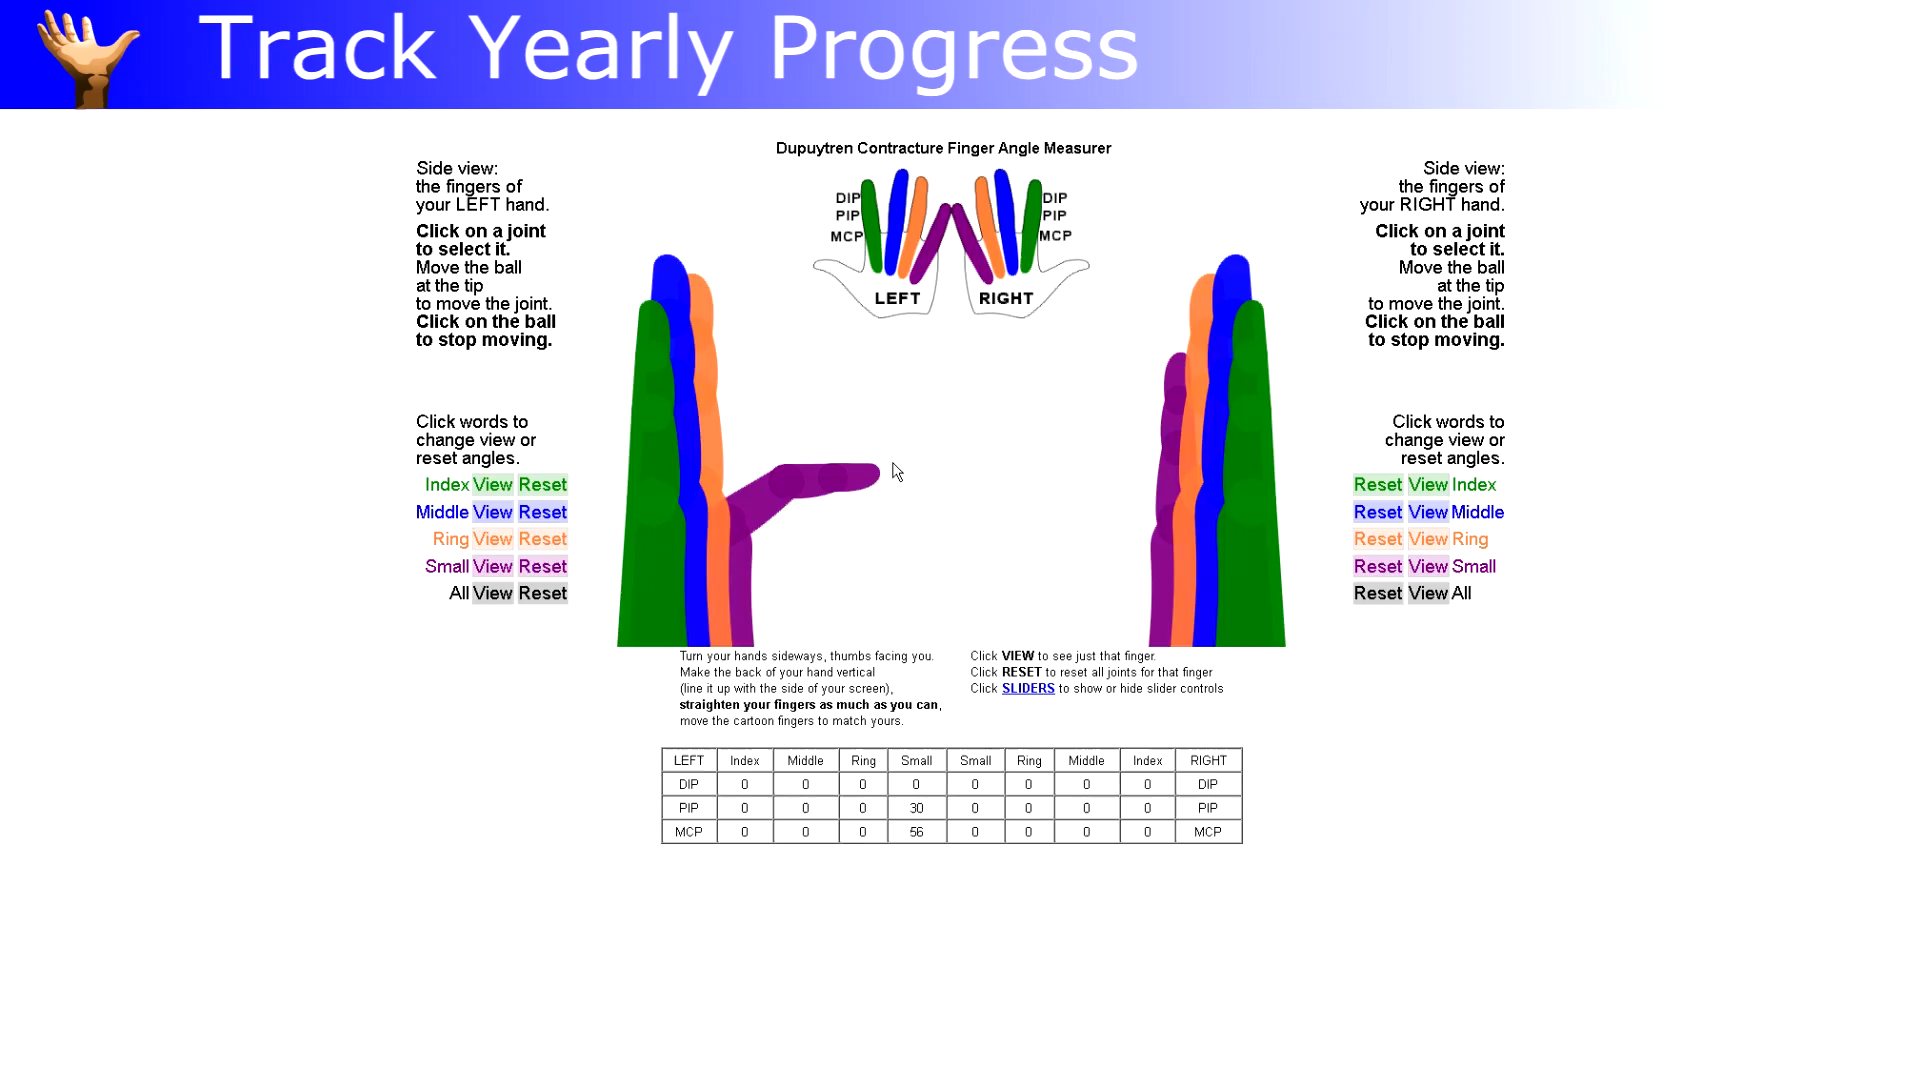 Track Yearly Progress
Dupuytren Contracture Finger Angle Measurer
Side view:
the fingers of
your LEFT hand.
Click on a joint
to select it.
Move the ball
at the tip
to move the joint.
Click on the ball
to stop moving.
DIP
PIP
MCP
LEFT
DIP
PIP
MCP
RIGHT
Side view:
the fingers of
your RIGHT hand.
Click on a joint
to select it.
Move the ball
at the tip
to move the joint.
Click on the ball
to stop moving.
Click words to
change view or
reset angles.
Index View Reset
Middle View Reset
Ring View Reset
Small View Reset
All View Reset
Click words to
change view or
reset angles.
Reset View Index
Reset View Middle
Reset View Ring
Reset View Small
Reset View All
Turn your hands sideways, thumbs facing you.
Make the back of your hand vertical
(line it up with the side of your screen),
straighten your fingers as much as you can,
move the cartoon fingers to match yours.
Click VIEW to see just that finger.
Click RESET to reset all joints for that finger
Click SLIDERS to show or hide slider controls
LEFT Index Middle Ring Small Small Ring Middle Index RIGHT
DIP 0 0 0 0 0 0 0 0 DIP
PIP 0 0 0 30 0 0 0 0 PIP
MCP 0 0 0 56 0 0 0 0 MCP